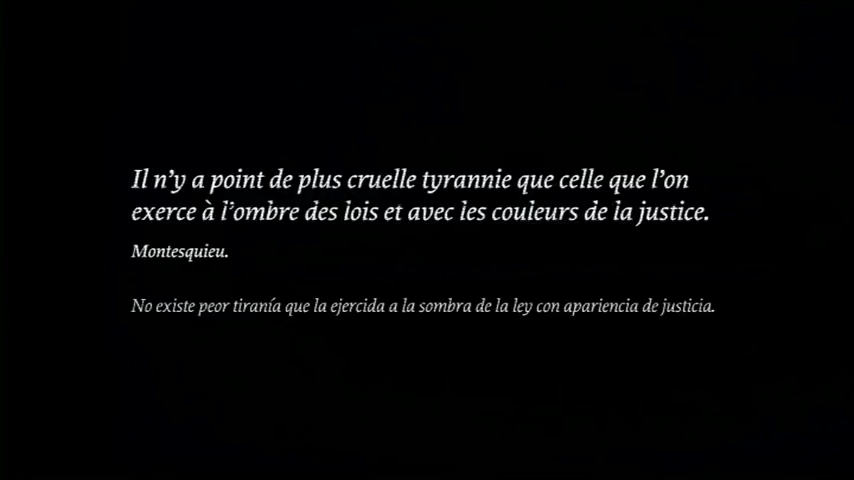 Il n'y a point de plus cruelle tyrannie que celle que l'on
exerce à l'ombre des lois et avec les couleurs de la justice.
Montesquieu.
No existe peor tiranía que la ejercida a la sombra de la ley con apariencia de justicia.